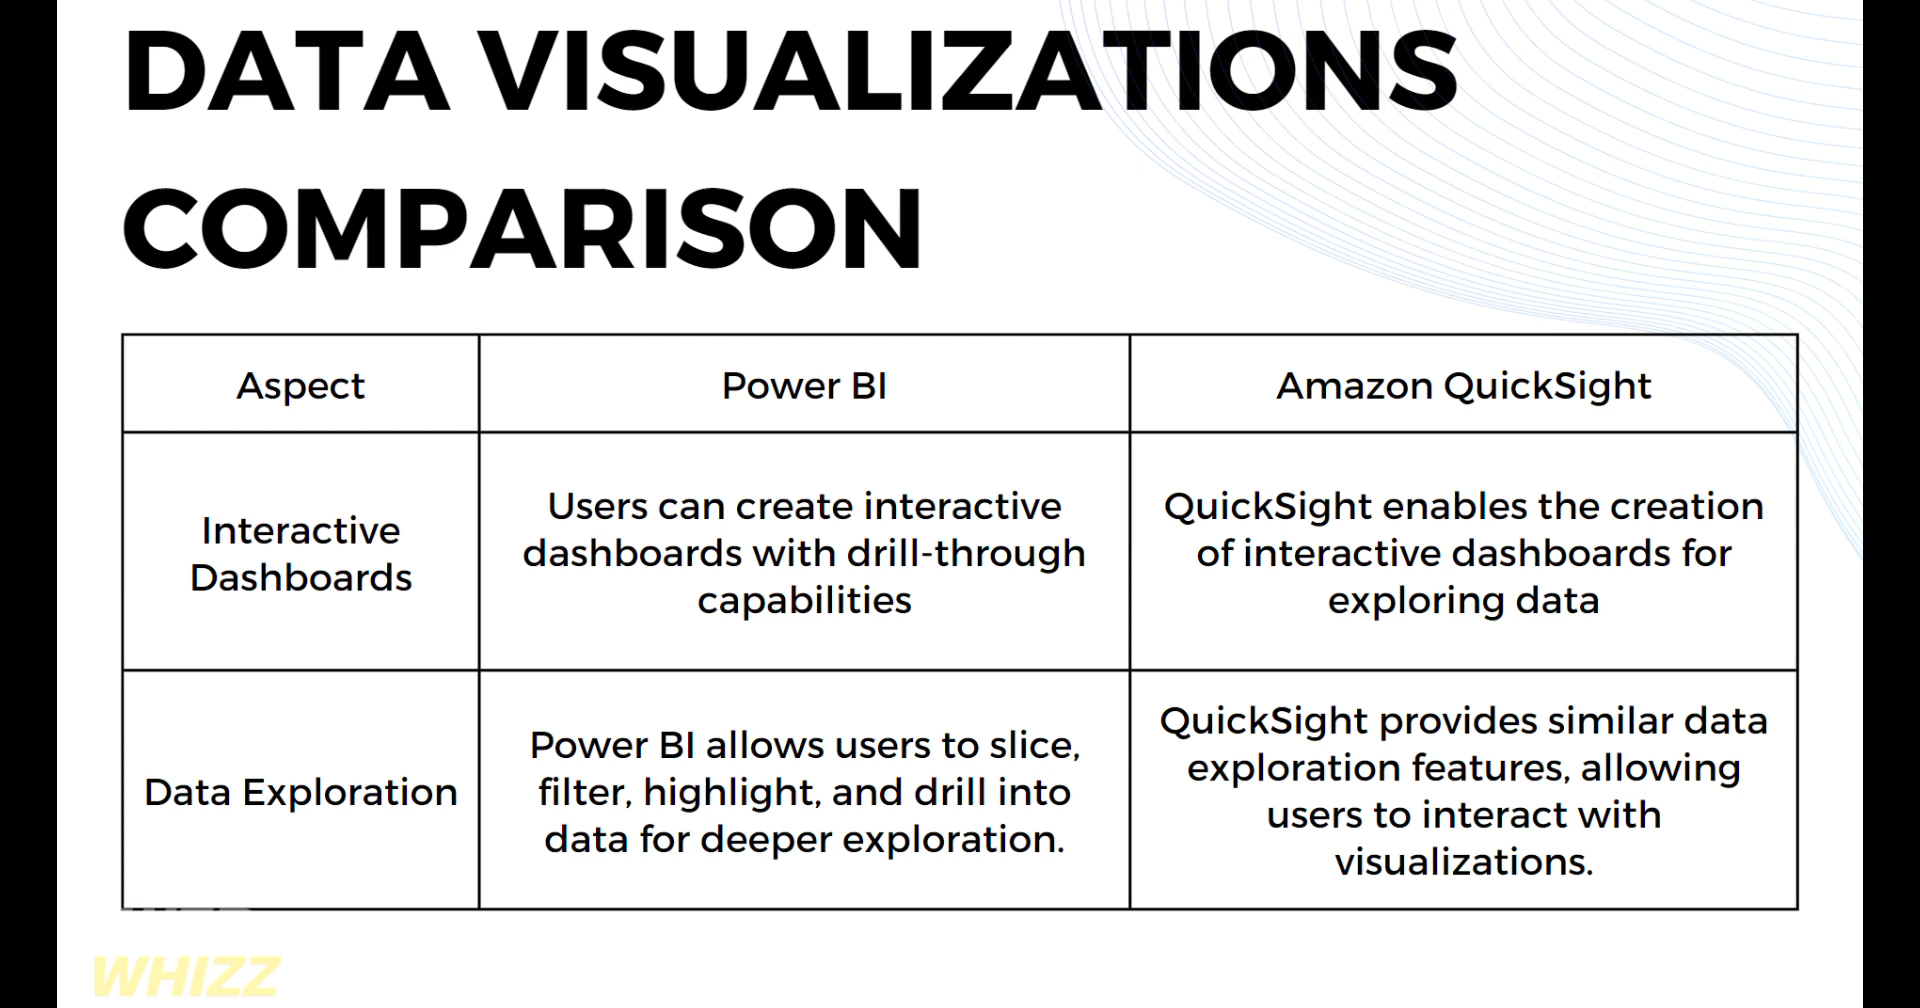 DATA VISUALIZATIONS
COMPARISON
Aspect
Power BI
Amazon QuickSight
Interactive
Dashboards
Users can create interactive
dashboards with drill-through
capabilities
QuickSight enables the creation
of interactive dashboards for
exploring data
Data Exploration
Power BI allows users to slice,
filter, highlight, and drill into
data for deeper exploration.
QuickSight provides similar data
exploration features, allowing
users to interact with
visualizations.
WHIZZ